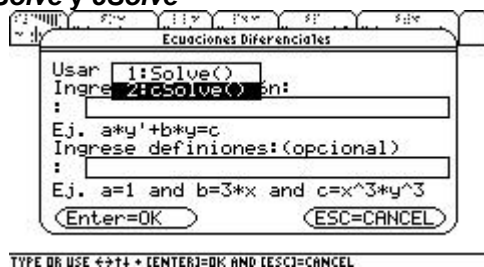 Solve y cSolve
Ecuaciones Diferenciales
Usar 1:Solve()
Ingre 2:cSolve() ón:
:
Ej. a*y'+b*y=c
Ingrese definiones:(opcional)
:
Ej. a=1 and b=3*x and c=x^3*y^3
Enter=OK ESC=CANCEL
TYPE OR USE ←→↑↓ + [ENTER]=OK AND [ESC]=CANCEL